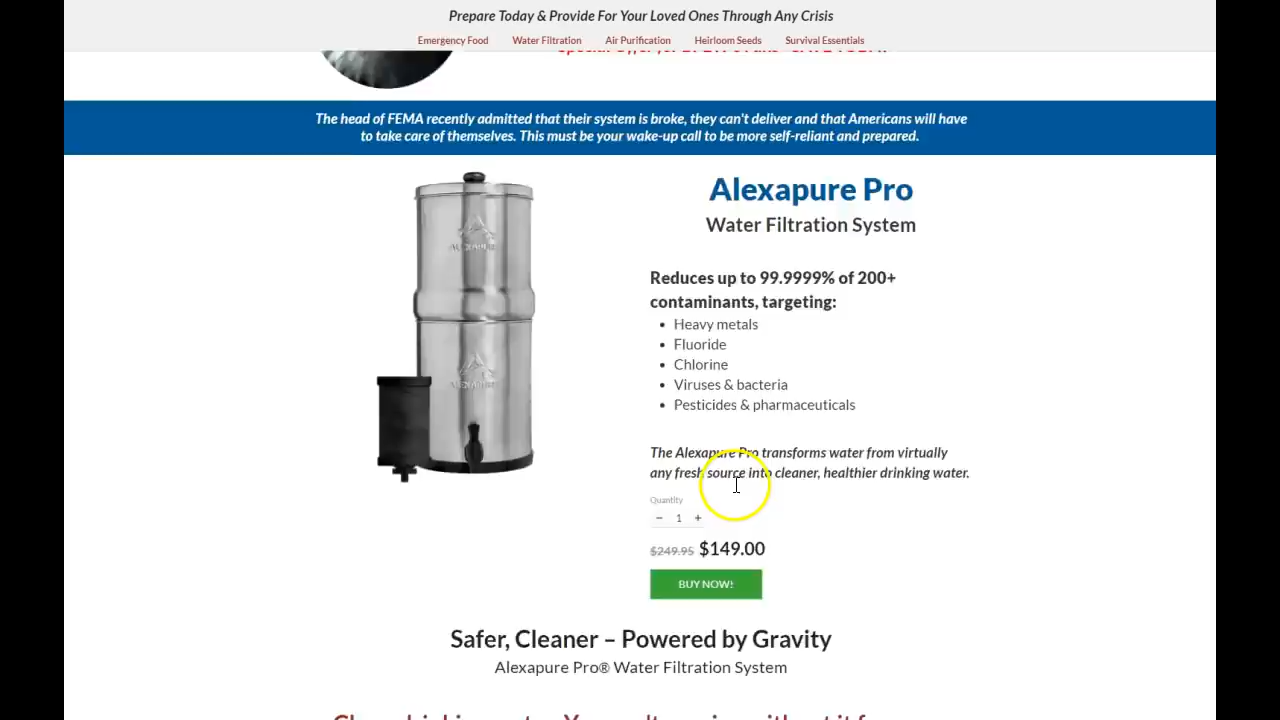 Prepare Today & Provide For Your Loved Ones Through Any Crisis
Emergency Food Water Filtration Air Purification Heirloom Seeds Survival Essentials
The head of FEMA recently admitted that their system is broke, they can't deliver and that Americans will have
to take care of themselves. This must be your wake-up call to be more self-reliant and prepared.
Alexapure Pro
Water Filtration System
ALEXAPURE
Reduces up to 99.9999% of 200+
contaminants, targeting:
• Heavy metals
• Fluoride
• Chlorine
• Viruses & bacteria
• Pesticides & pharmaceuticals
ALEXAPURE
The Alexapure Pro transforms water from virtually
any fresh source into cleaner, healthier drinking water.
Quantity
− 1 +
$249.95 $149.00
BUY NOW!
Safer, Cleaner – Powered by Gravity
Alexapure Pro® Water Filtration System